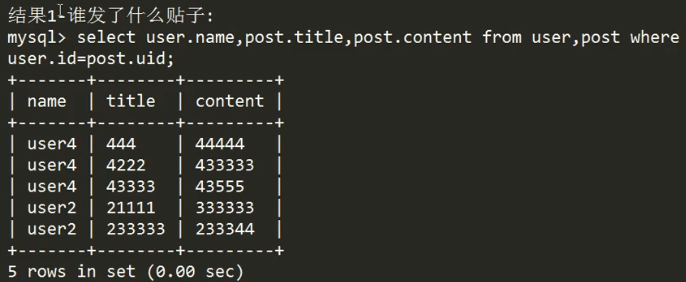 结果1-谁发了什么贴子:
mysql> select user.name,post.title,post.content from user,post where
user.id=post.uid;
+-------+--------+---------+
| name  | title  | content |
+-------+--------+---------+
| user4 | 444    | 44444   |
| user4 | 4222   | 433333  |
| user4 | 43333  | 43555   |
| user2 | 21111  | 333333  |
| user2 | 233333 | 233344  |
+-------+--------+---------+
5 rows in set (0.00 sec)